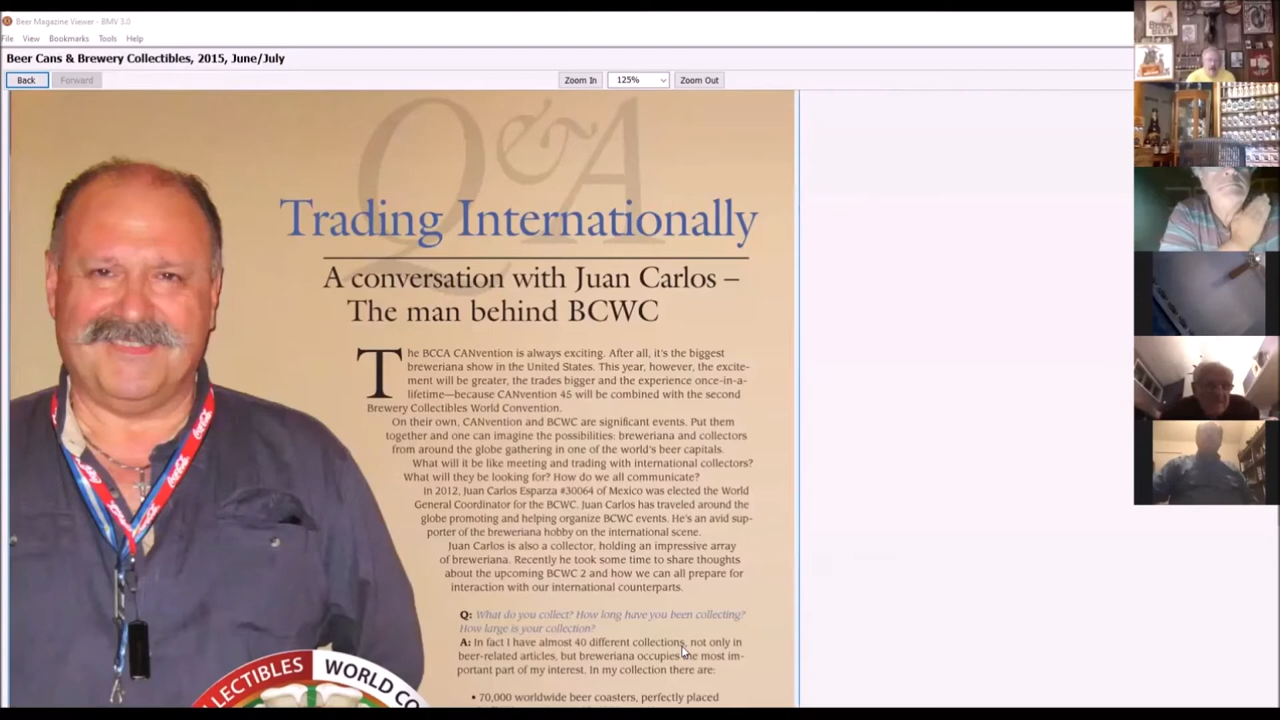 Beer Magazine Viewer - BMV 3.0
File View Bookmarks Tools Help
Beer Cans & Brewery Collectibles, 2015, June/July
Back Forward Zoom In 125% Zoom Out
Q&A
Trading Internationally
A conversation with Juan Carlos –
The man behind BCWC
The BCCA CANvention is always exciting. After all, it's the biggest
breweriana show in the United States. This year, however, the excite-
ment will be greater, the trades bigger and the experience once-in-a-
lifetime—because CANvention 45 will be combined with the second
Brewery Collectibles World Convention.
On their own, CANvention and BCWC are significant events. Put them
together and one can imagine the possibilities: breweriana and collectors
from around the globe gathering in one of the world's beer capitals.
What will it be like meeting and trading with international collectors?
What will they be looking for? How do we all communicate?
In 2012, Juan Carlos Esparza #30064 of Mexico was elected the World
General Coordinator for the BCWC. Juan Carlos has traveled around the
globe promoting and helping organize BCWC events. He's an avid sup-
porter of the breweriana hobby on the international scene.
Juan Carlos is also a collector, holding an impressive array
of breweriana. Recently he took some time to share thoughts
about the upcoming BCWC 2 and how we can all prepare for
interaction with our international counterparts.
Q: What do you collect? How long have you been collecting?
How large is your collection?
A: In fact I have almost 40 different collections, not only in
beer-related articles, but breweriana occupies the most im-
portant part of my interest. In my collection there are:
• 70,000 worldwide beer coasters, perfectly placed
Coca-Cola
LLECTIBLES WORLD CO